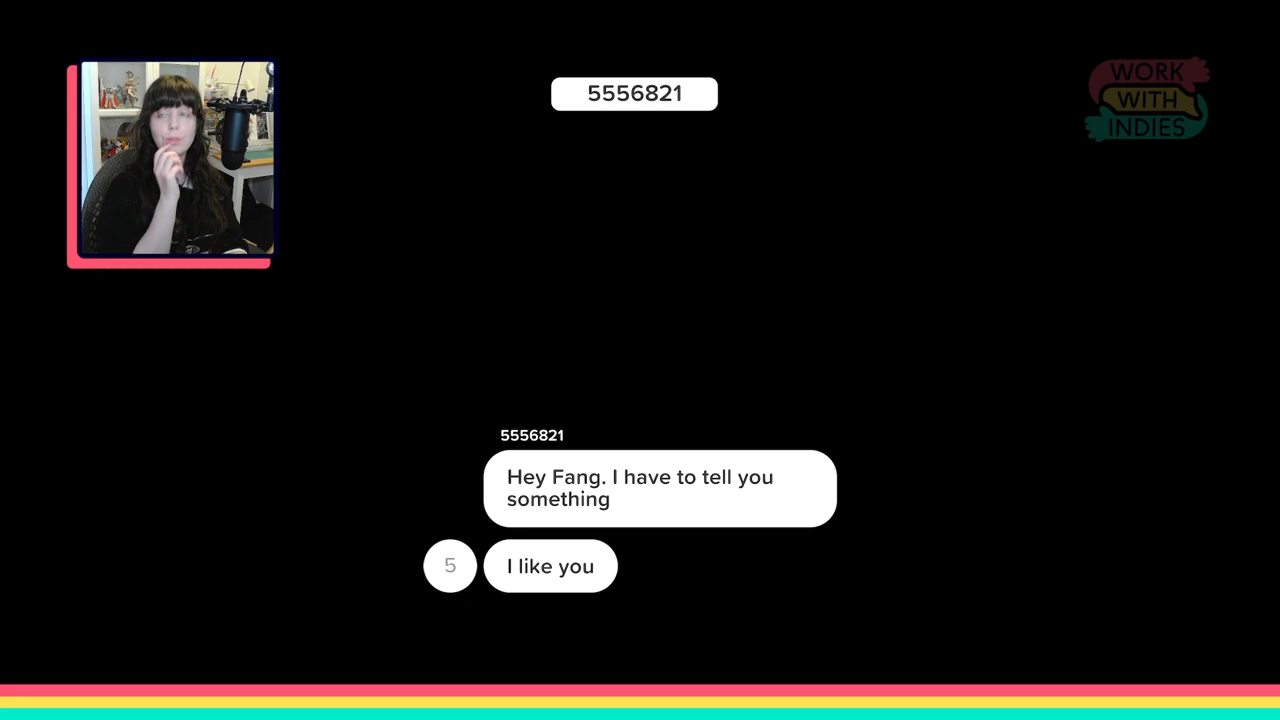 5556821
WORK
WITH
INDIES
5556821
Hey Fang. I have to tell you
something
5
I like you